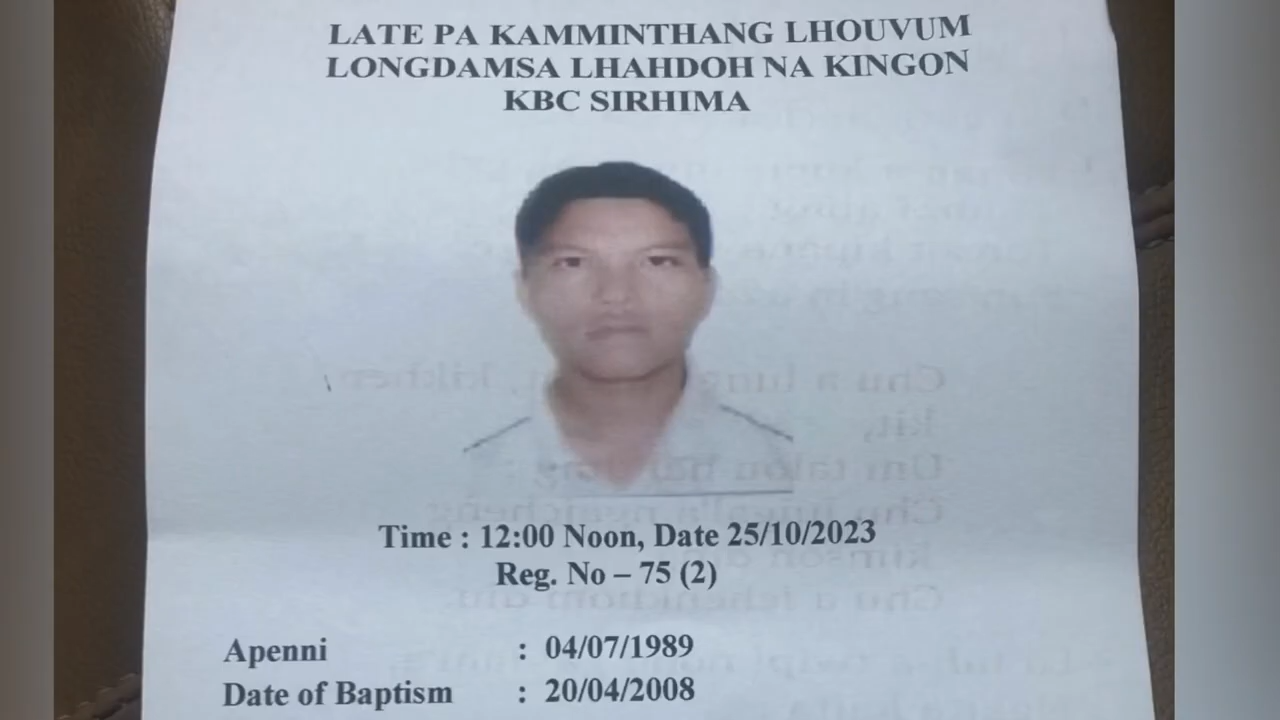 LATE PA KAMMINTHANG LHOUVUM
LONGDAMSA LHAHDOH NA KINGON
KBC SIRHIMA
Time : 12:00 Noon, Date 25/10/2023
Reg. No – 75 (2)
Apenni : 04/07/1989
Date of Baptism : 20/04/2008